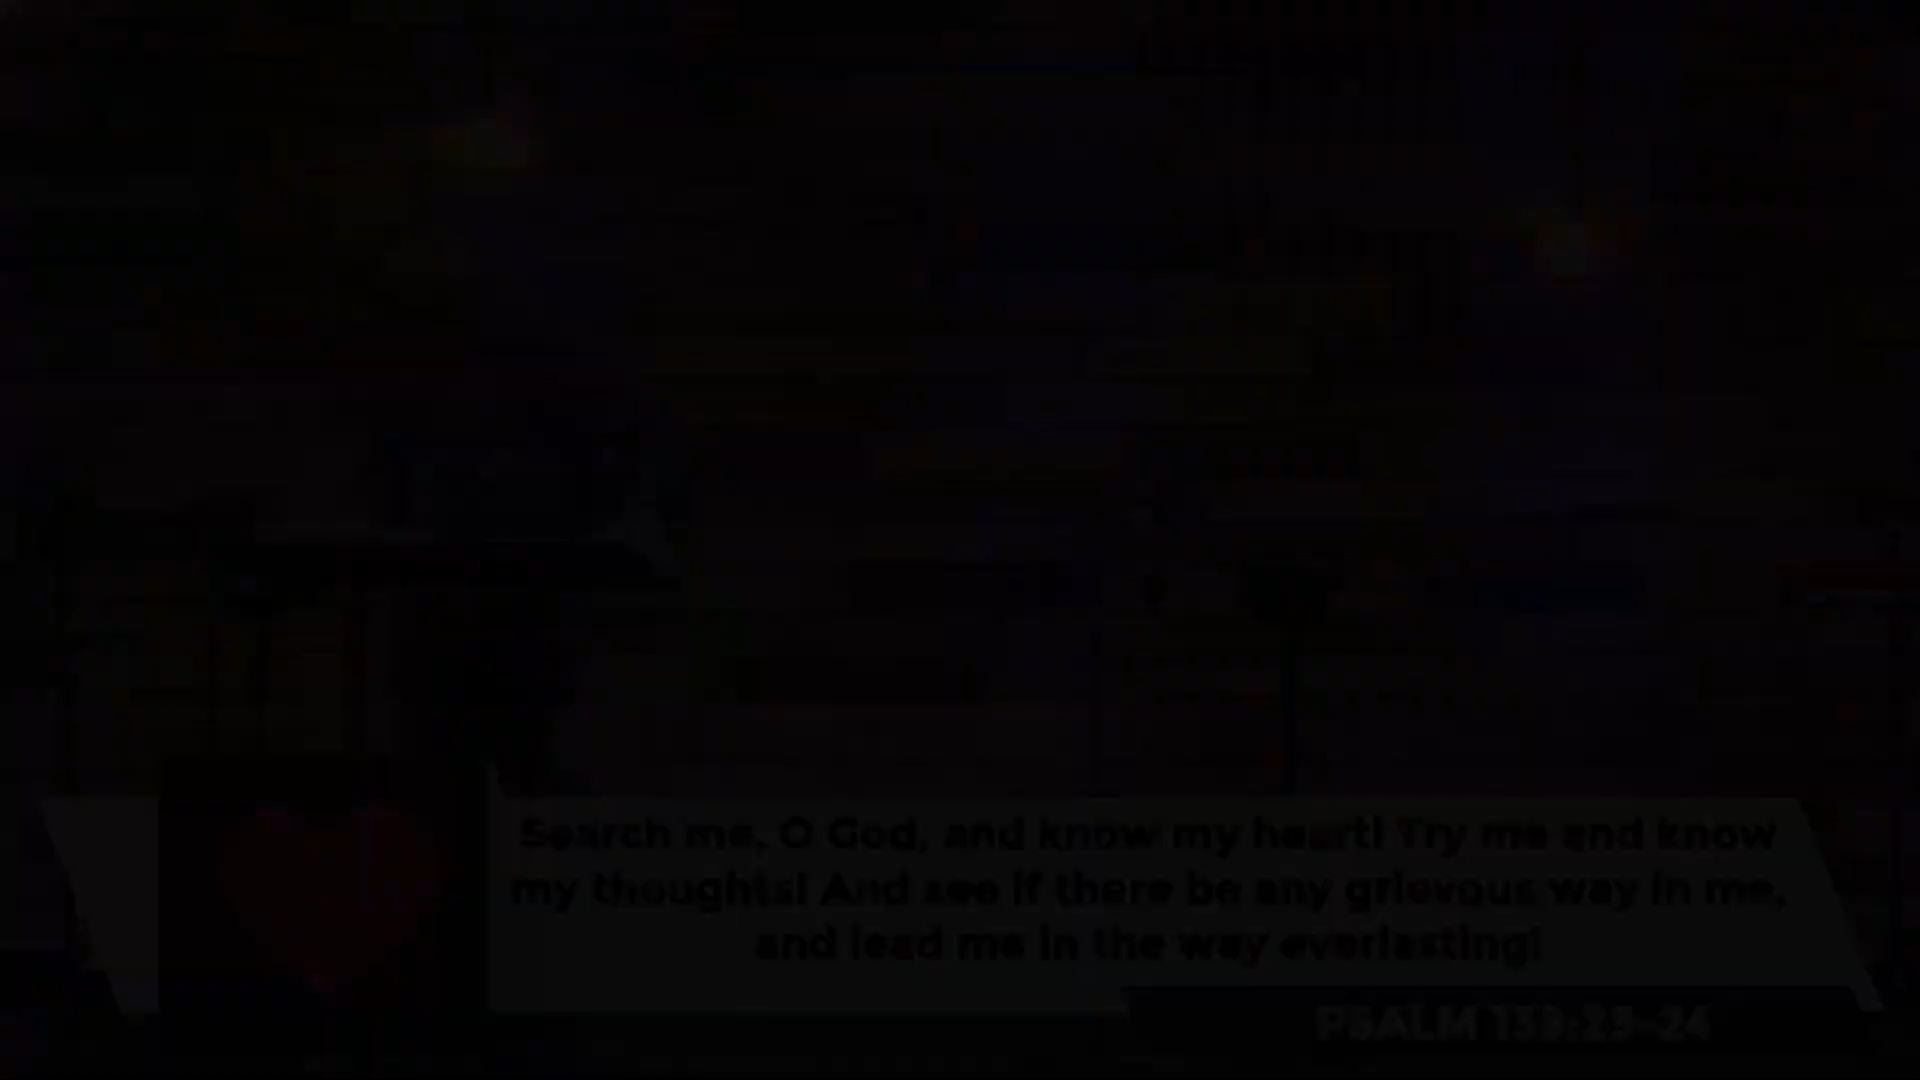 Search me, O God, and know my heart! Try me and know
my thoughts! And see if there be any grievous way in me,
and lead me in the way everlasting!
PSALM 139:23-24